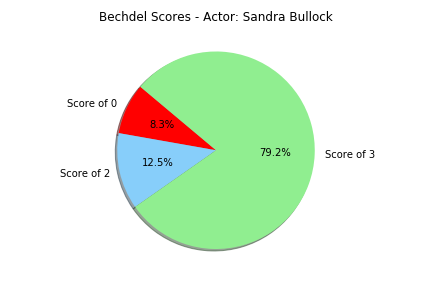 Bechdel Scores - Actor: Sandra Bullock
Score of 0
8.3%
12.5%
79.2%
Score of 3
Score of 2